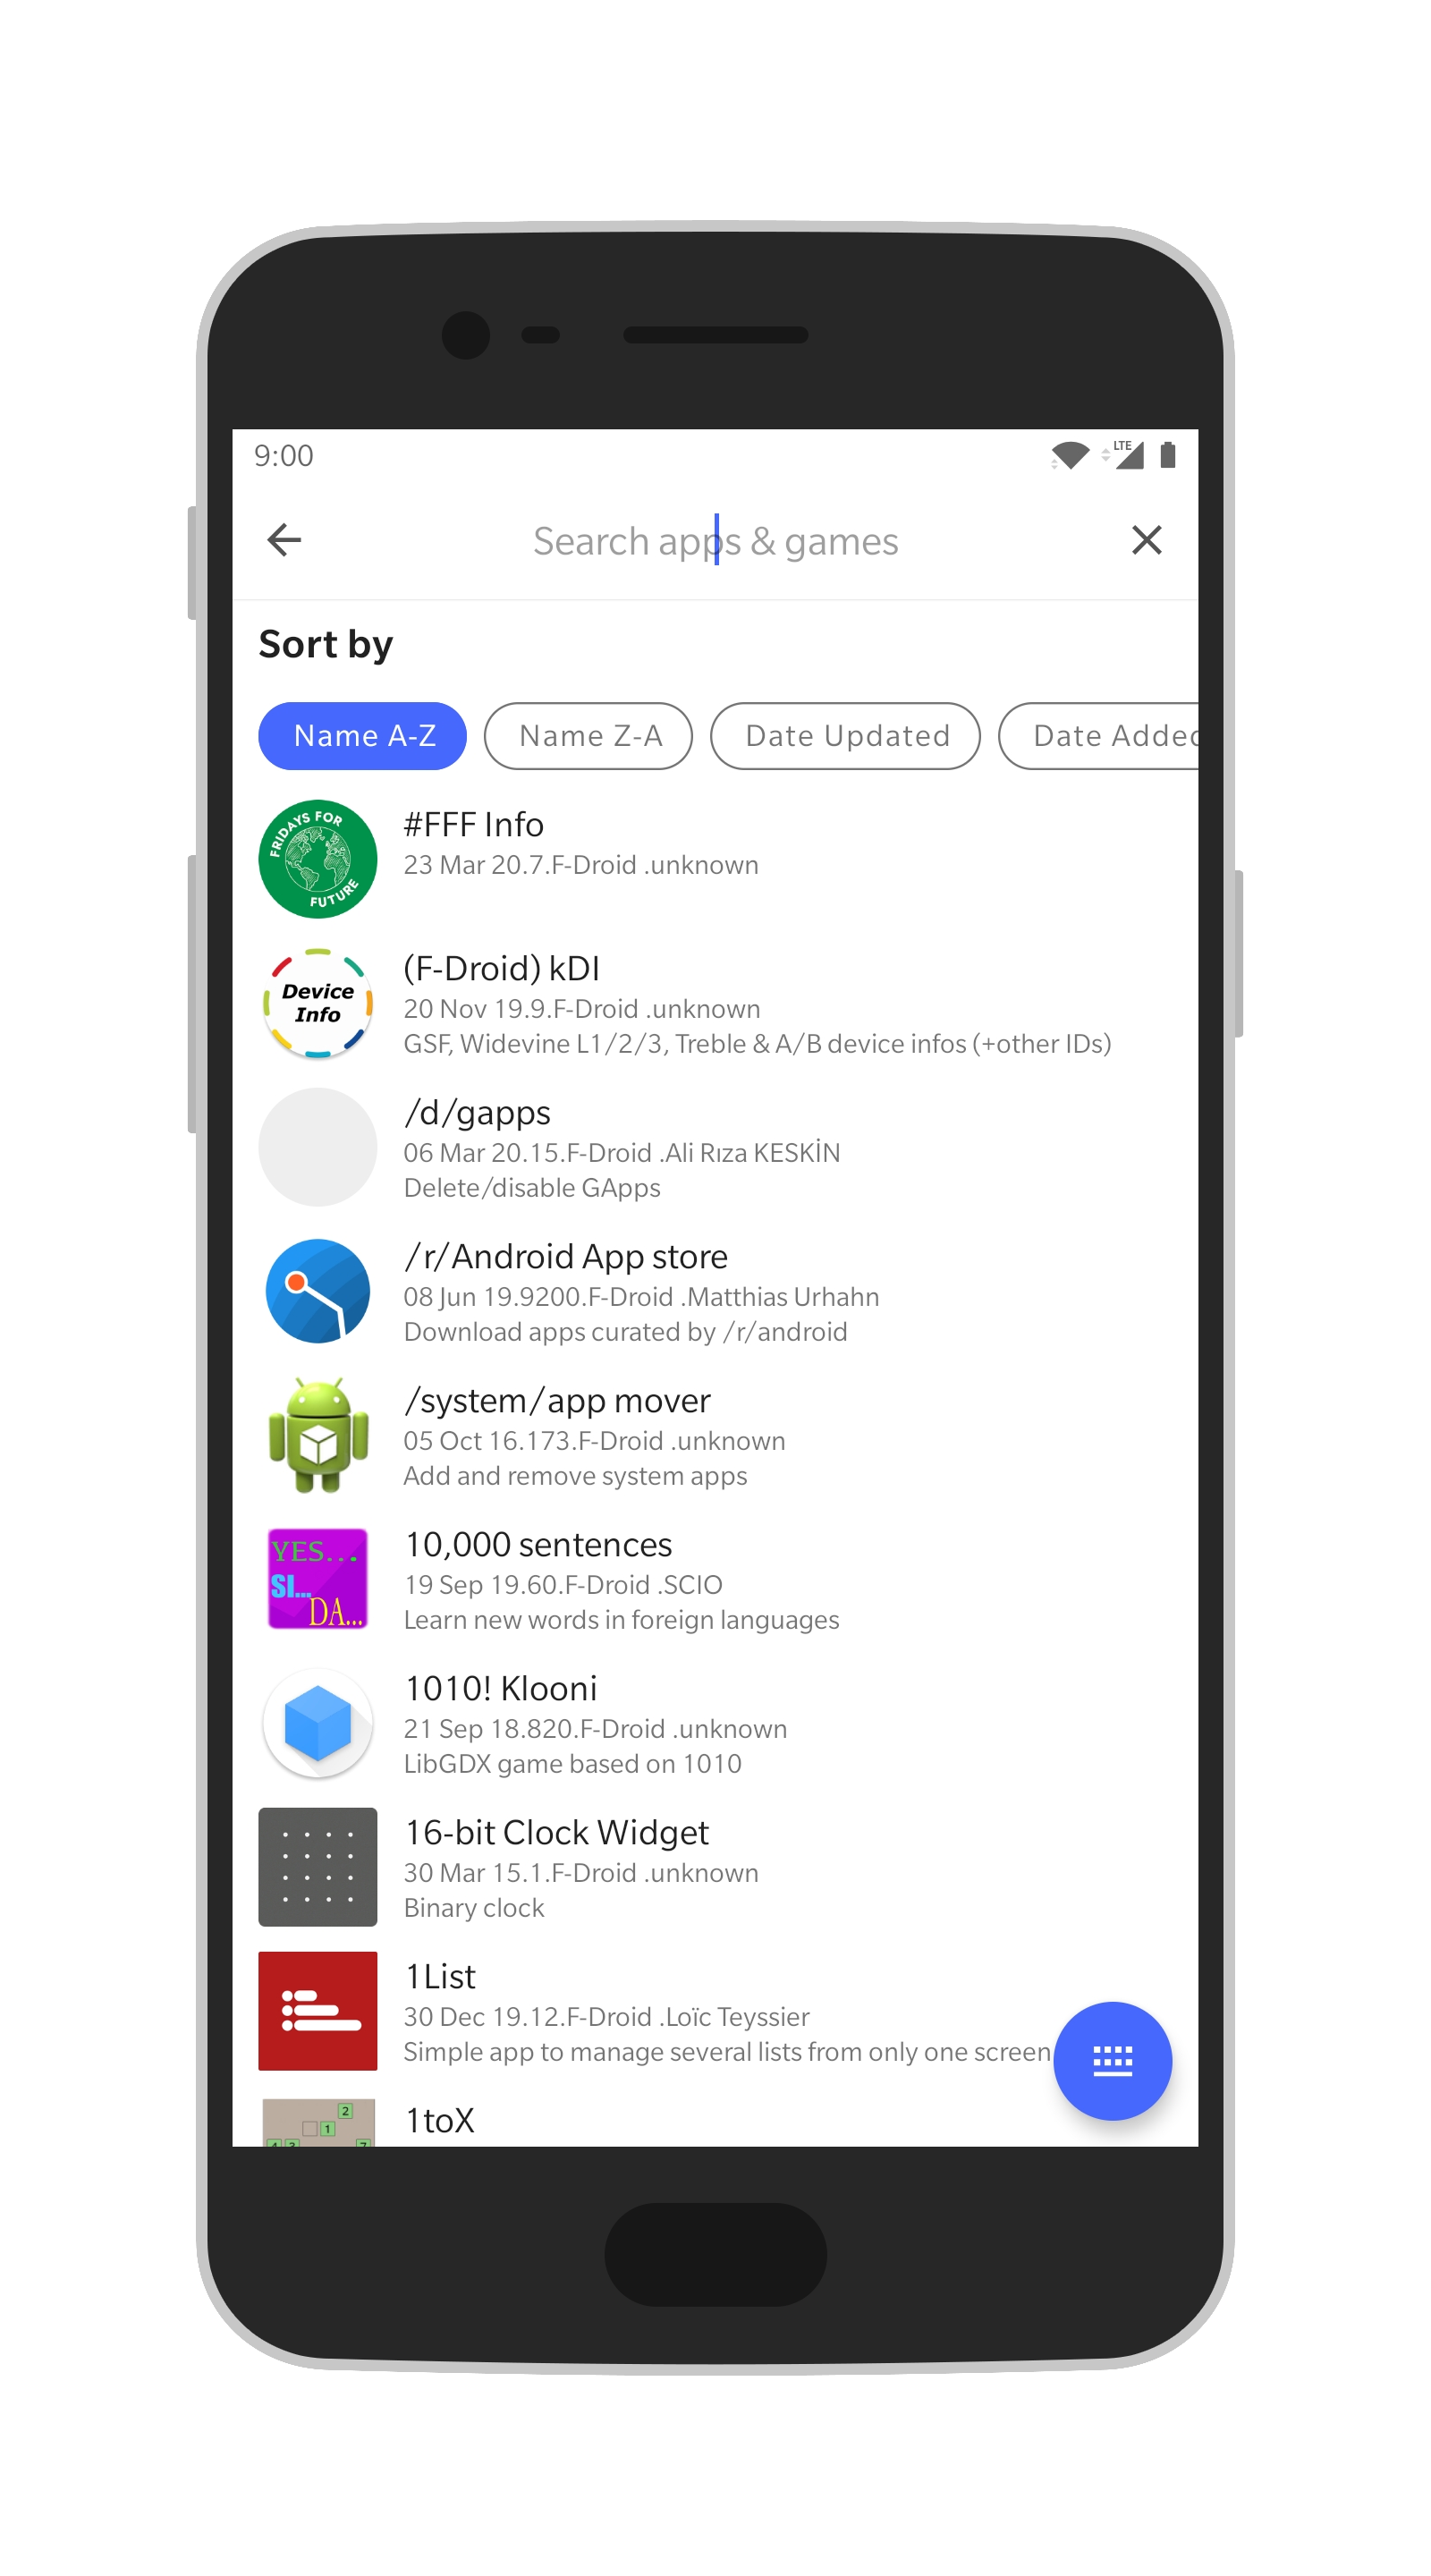 9:00
LTE
Search apps & games
Sort by
Name A-Z
Name Z-A
Date Updated
Date Added
FRIDAYS FOR
FUTURE
#FFF Info
23 Mar 20.7.F-Droid .unknown
Device
Info
(F-Droid) kDI
20 Nov 19.9.F-Droid .unknown
GSF, Widevine L1/2/3, Treble & A/B device infos (+other IDs)
/d/gapps
06 Mar 20.15.F-Droid .Ali Rıza KESKİN
Delete/disable GApps
/r/Android App store
08 Jun 19.9200.F-Droid .Matthias Urhahn
Download apps curated by /r/android
/system/app mover
05 Oct 16.173.F-Droid .unknown
Add and remove system apps
YES...
SI...
DA...
10,000 sentences
19 Sep 19.60.F-Droid .SCIO
Learn new words in foreign languages
1010! Klooni
21 Sep 18.820.F-Droid .unknown
LibGDX game based on 1010
16-bit Clock Widget
30 Mar 15.1.F-Droid .unknown
Binary clock
1List
30 Dec 19.12.F-Droid .Loïc Teyssier
Simple app to manage several lists from only one screen
2
1
1toX